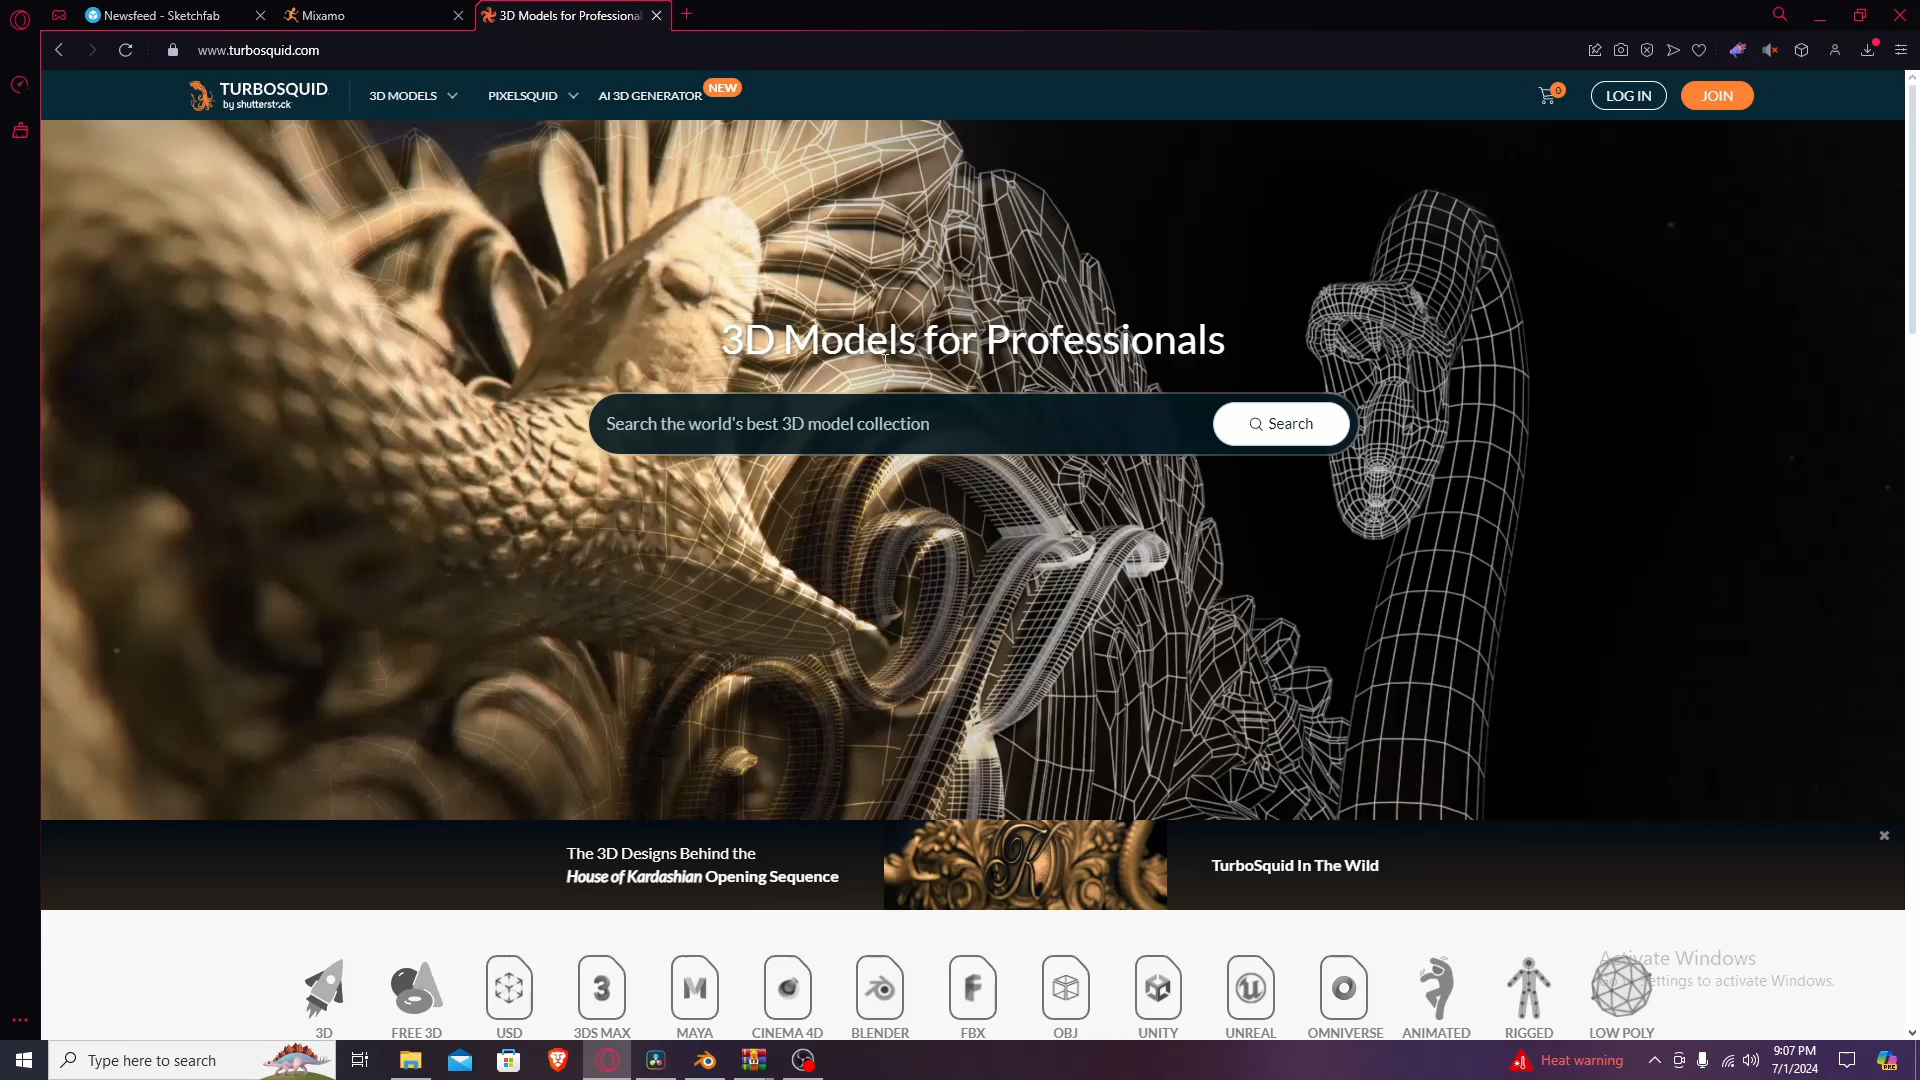 Newsfeed - Sketchfab
Mixamo
3D Models for Professional
www.turbosquid.com
TURBOSQUID
by shutterstock
3D MODELS
PIXELSQUID
AI 3D GENERATOR
NEW
0
LOG IN
JOIN
3D Models for Professionals
Search the world's best 3D model collection
Search
The 3D Designs Behind the
House of Kardashian Opening Sequence
TurboSquid In The Wild
Activate Windows
Go to Settings to activate Windows.
3D
FREE 3D
USD
3DS MAX
MAYA
CINEMA 4D
BLENDER
FBX
OBJ
UNITY
UNREAL
OMNIVERSE
ANIMATED
RIGGED
LOW POLY
Type here to search
Heat warning
9:07 PM
7/1/2024